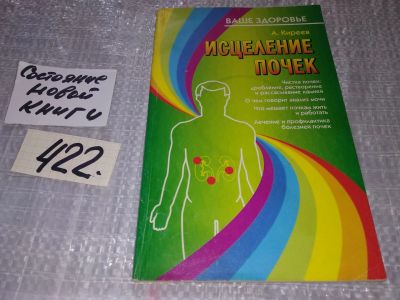 Состояние
новой
книги
422.
ВАШЕ ЗДОРОВЬЕ
А. Киреев
ИСЦЕЛЕНИЕ
ПОЧЕК
Чистка почек:
дробление, растворение
и рассасывание камней
О чем говорит анализ мочи
Что мешает почкам жить
и работать
Лечение и профилактика
болезней почек